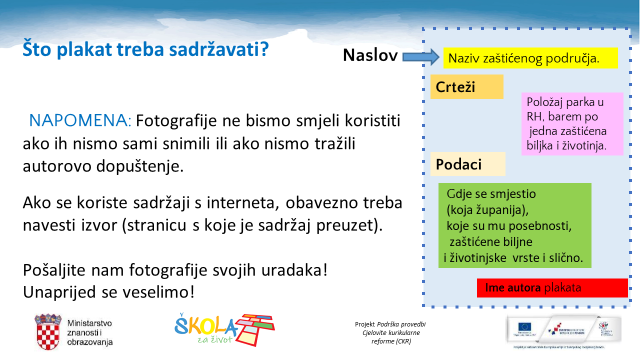 Što plakat treba sadržavati?
Naslov
Naziv zaštićenog područja.
Crteži
Položaj parka u
RH, barem po
jedna zaštićena
biljka i životinja.
NAPOMENA: Fotografije ne bismo smjeli koristiti
ako ih nismo sami snimili ili ako nismo tražili
autorovo dopuštenje.
Podaci
Ako se koriste sadržaji s interneta, obavezno treba
navesti izvor (stranicu s koje je sadržaj preuzet).
Gdje se smjestio
(koja županija),
koje su mu posebnosti,
zaštićene biljne
i životinjske vrste i slično.
Pošaljite nam fotografije svojih uradaka!
Unaprijed se veselimo!
Ime autora plakata
Ministarstvo
znanosti i
obrazovanja
ŠKOLA
za život
Projekt Podrška provedbi
Cjelovite kurikularne
reforme (CKR)